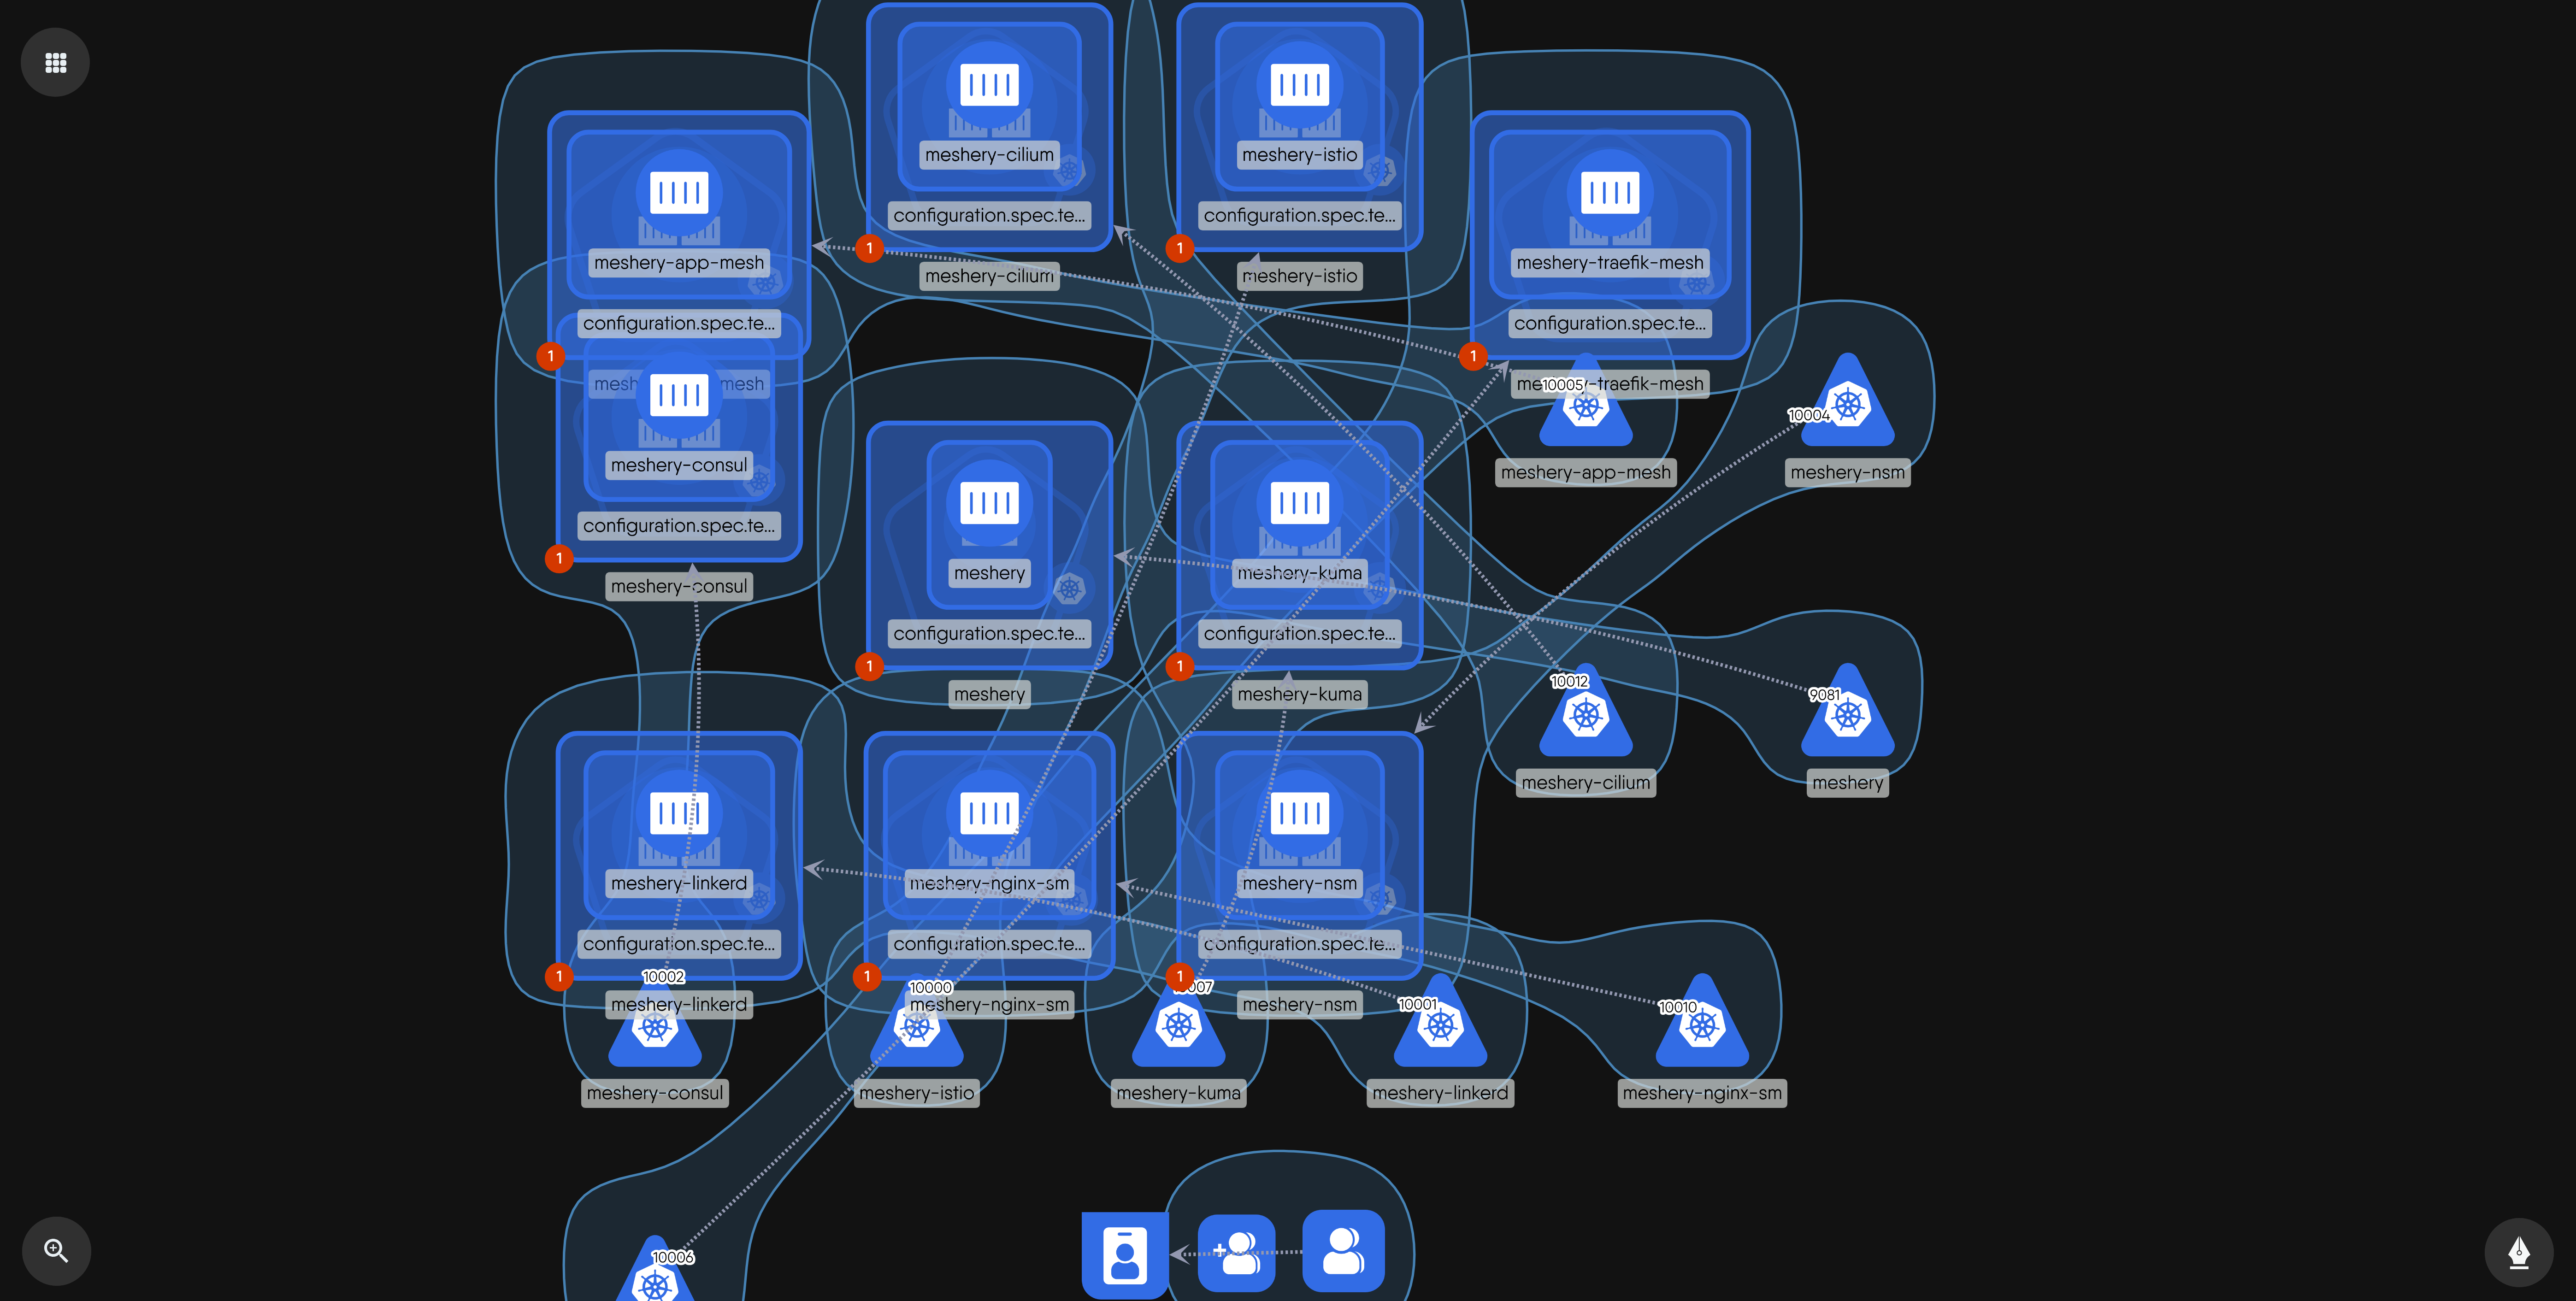 meshery-cilium
configuration.spec.te...
1
meshery-cilium
meshery-istio
configuration.spec.te...
1
meshery-istio
meshery-app-mesh
configuration.spec.te...
1
mesh mesh
meshery-traefik-mesh
configuration.spec.te...
1
me y-traefik-mesh
10005
meshery-app-mesh
10004
meshery-nsm
meshery-consul
configuration.spec.te...
1
meshery-consul
meshery
configuration.spec.te...
1
meshery
meshery-kuma
configuration.spec.te...
1
meshery-kuma
10012
meshery-cilium
9081
meshery
meshery-linkerd
configuration.spec.te...
1
meshery-linkerd
meshery-nginx-sm
configuration.spec.te...
1
meshery-nginx-sm
meshery-nsm
configuration.spec.te...
1
meshery-nsm
10002
meshery-consul
10000
meshery-istio
007
meshery-kuma
10001
meshery-linkerd
10010
meshery-nginx-sm
10006